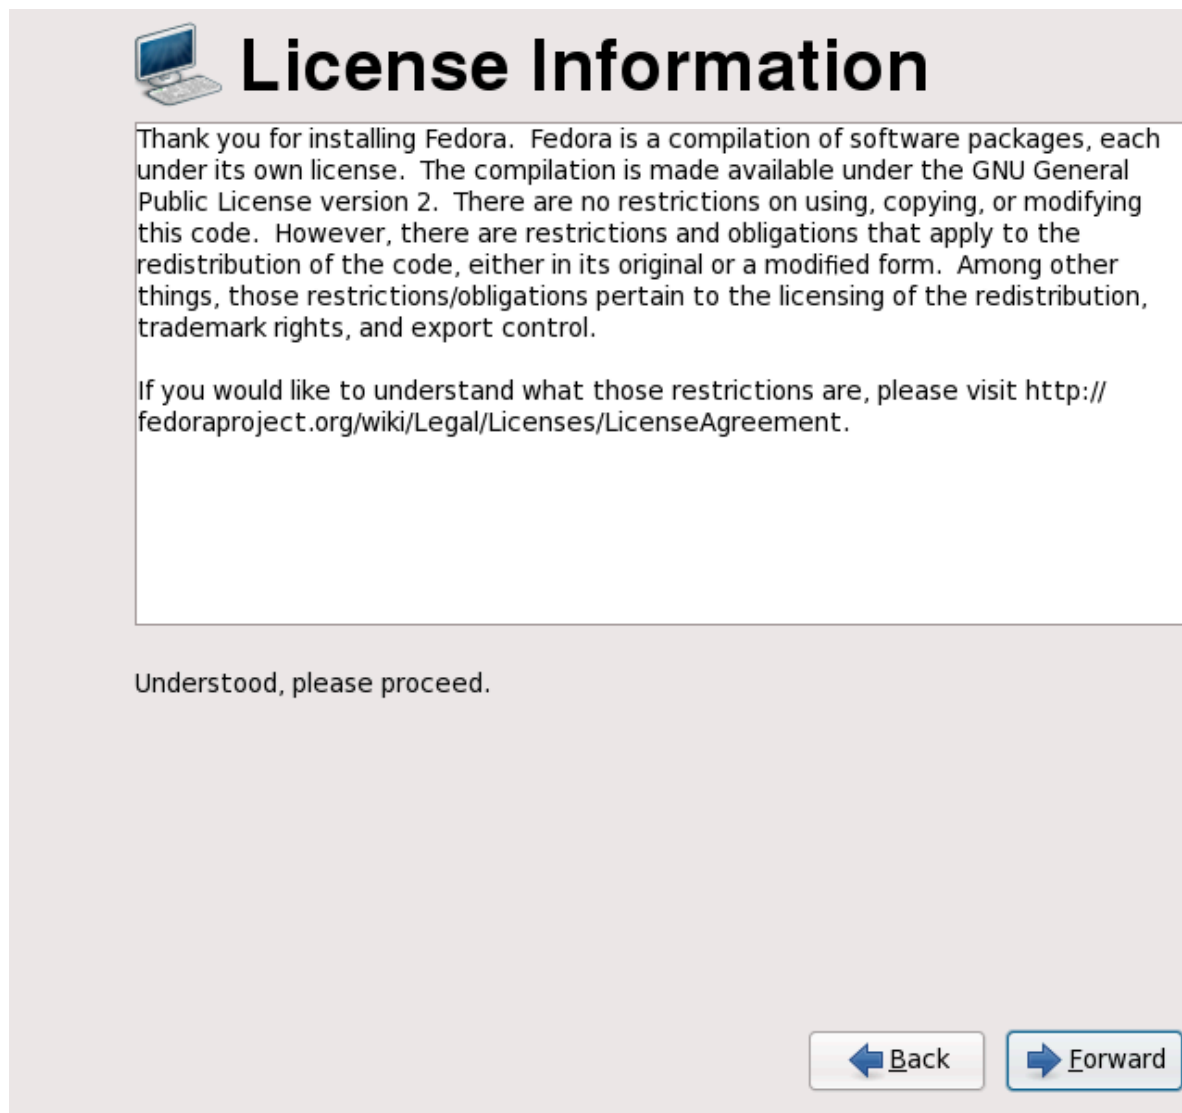 License Information
Thank you for installing Fedora.  Fedora is a compilation of software packages, each
under its own license.  The compilation is made available under the GNU General
Public License version 2.  There are no restrictions on using, copying, or modifying
this code.  However, there are restrictions and obligations that apply to the
redistribution of the code, either in its original or a modified form.  Among other
things, those restrictions/obligations pertain to the licensing of the redistribution,
trademark rights, and export control.
If you would like to understand what those restrictions are, please visit http://
fedoraproject.org/wiki/Legal/Licenses/LicenseAgreement.
Understood, please proceed.
Back
Forward